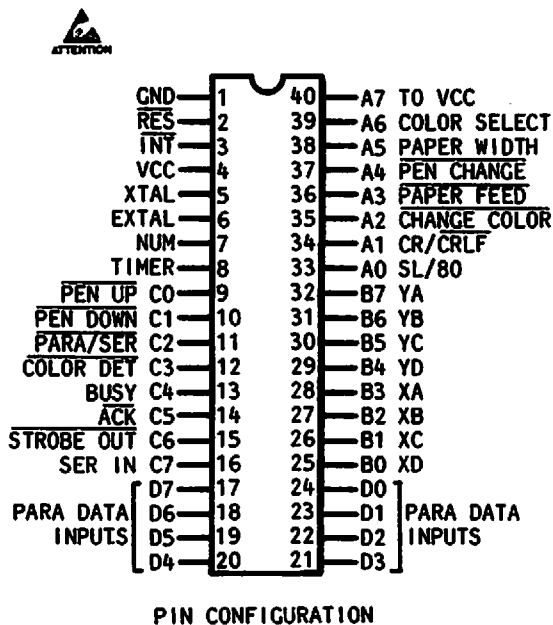 ATTENTION
GND 1 40 A7 TO VCC
RES 2 39 A6 COLOR SELECT
INT 3 38 A5 PAPER WIDTH
VCC 4 37 A4 PEN CHANGE
XTAL 5 36 A3 PAPER FEED
EXTAL 6 35 A2 CHANGE COLOR
NUM 7 34 A1 CR/CRLF
TIMER 8 33 A0 SL/80
PEN UP C0 9 32 B7 YA
PEN DOWN C1 10 31 B6 YB
PARA/SER C2 11 30 B5 YC
COLOR DET C3 12 29 B4 YD
BUSY C4 13 28 B3 XA
ACK C5 14 27 B2 XB
STROBE OUT C6 15 26 B1 XC
SER IN C7 16 25 B0 XD
D7 17 24 D0
PARA DATA D6 18 23 D1 PARA DATA
INPUTS D5 19 22 D2 INPUTS
D4 20 21 D3
PIN CONFIGURATION